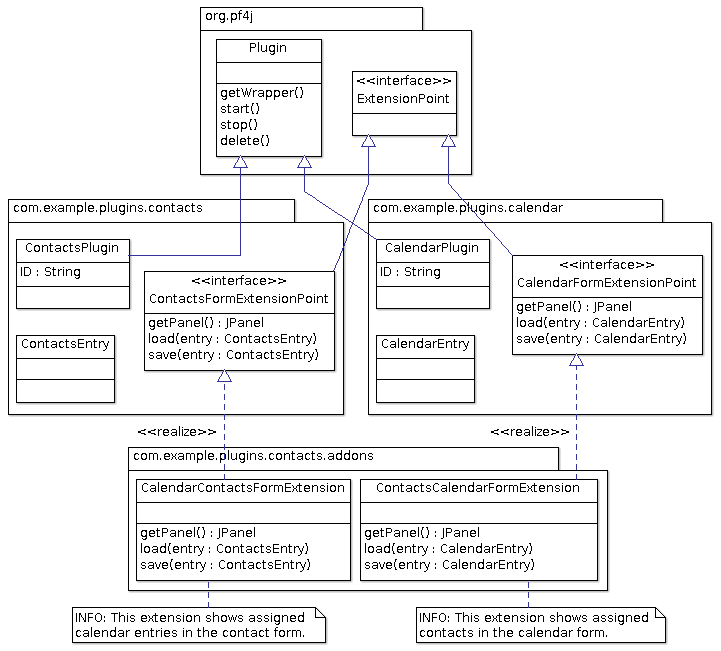 org.pf4j
Plugin
getWrapper()
start()
stop()
delete()
<<interface>>
ExtensionPoint
com.example.plugins.contacts
ContactsPlugin
ID : String
<<interface>>
ContactsFormExtensionPoint
getPanel() : JPanel
load(entry : ContactsEntry)
save(entry : ContactsEntry)
ContactsEntry
com.example.plugins.calendar
CalendarPlugin
ID : String
<<interface>>
CalendarFormExtensionPoint
getPanel() : JPanel
load(entry : CalendarEntry)
save(entry : CalendarEntry)
CalendarEntry
<<realize>>
<<realize>>
com.example.plugins.contacts.addons
CalendarContactsFormExtension
getPanel() : JPanel
load(entry : ContactsEntry)
save(entry : ContactsEntry)
ContactsCalendarFormExtension
getPanel() : JPanel
load(entry : CalendarEntry)
save(entry : CalendarEntry)
INFO: This extension shows assigned
calendar entries in the contact form.
INFO: This extension shows assigned
contacts in the calendar form.